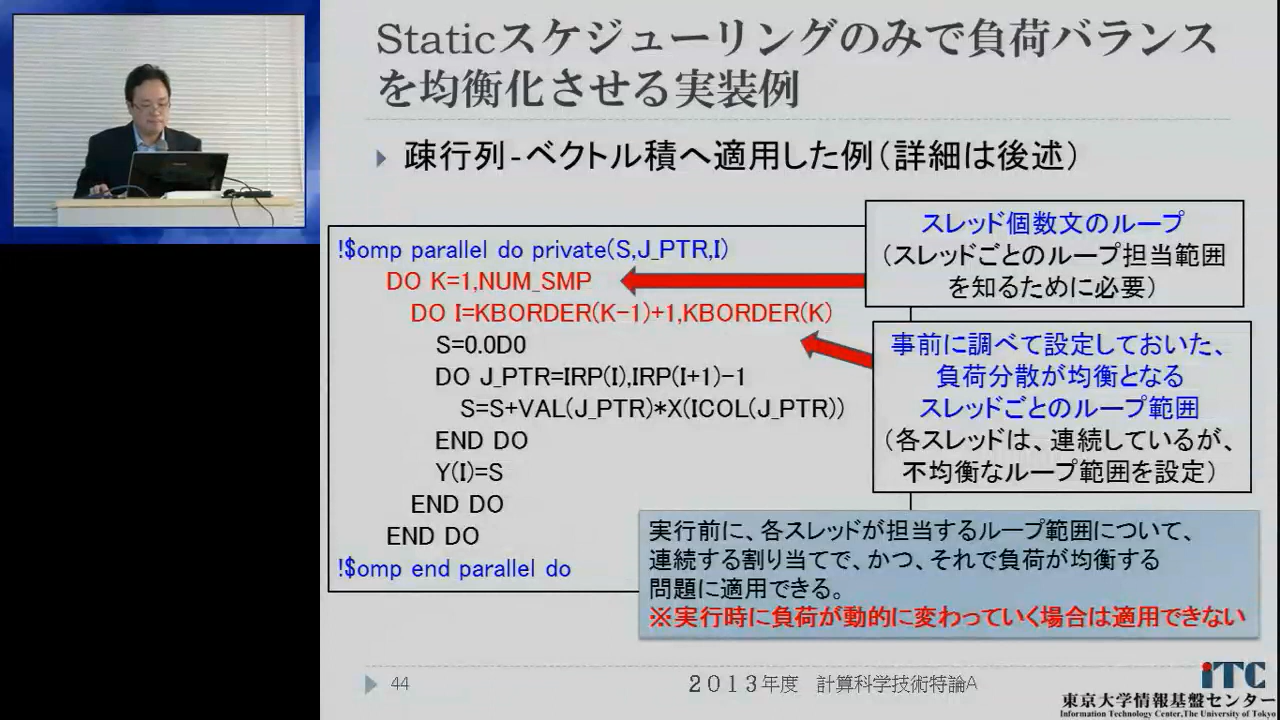 Staticスケジューリングのみで負荷バランス
を均衡化させる実装例
疎行列-ベクトル積へ適用した例（詳細は後述）
!$omp parallel do private(S,J_PTR,I)
DO K=1,NUM_SMP
DO I=KBORDER(K-1)+1,KBORDER(K)
S=0.0D0
DO J_PTR=IRP(I),IRP(I+1)-1
S=S+VAL(J_PTR)*X(ICOL(J_PTR))
END DO
Y(I)=S
END DO
END DO
!$omp end parallel do
スレッド個数文のループ
（スレッドごとのループ担当範囲
を知るために必要）
事前に調べて設定しておいた、
負荷分散が均衡となる
スレッドごとのループ範囲
（各スレッドは、連続しているが、
不均衡なループ範囲を設定）
実行前に、各スレッドが担当するループ範囲について、
連続する割り当てで、かつ、それで負荷が均衡する
問題に適用できる。
※実行時に負荷が動的に変わっていく場合は適用できない
44
２０１３年度 計算科学技術特論A
iTC
東京大学情報基盤センター
Information Technology Center,The University of Tokyo